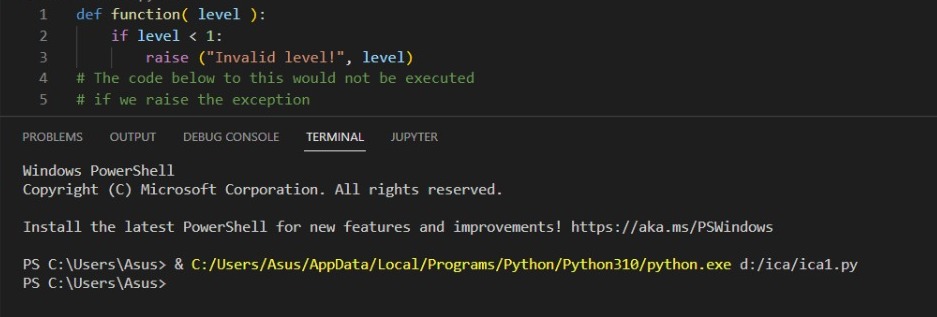 1 def function( level ):
2 if level < 1:
3 raise ("Invalid level!", level)
4 # The code below to this would not be executed
5 # if we raise the exception
PROBLEMS OUTPUT DEBUG CONSOLE TERMINAL JUPYTER
Windows PowerShell
Copyright (C) Microsoft Corporation. All rights reserved.
Install the latest PowerShell for new features and improvements! https://aka.ms/PSWindows
PS C:\Users\Asus> & C:/Users/Asus/AppData/Local/Programs/Python/Python310/python.exe d:/ica/ica1.py
PS C:\Users\Asus>